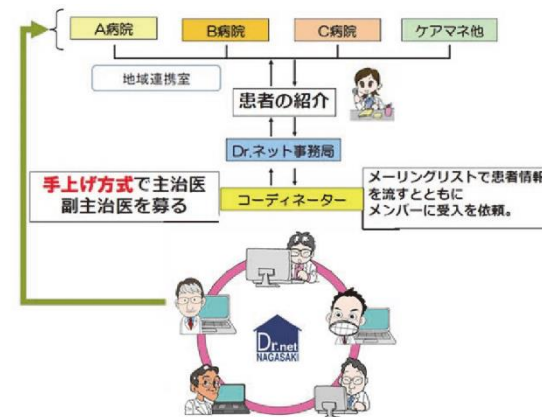 A病院
B病院
C病院
ケアマネ他
地域連携室
患者の紹介
Dr.ネット事務局
手上げ方式で主治医
副主治医を募る
コーディネーター
メーリングリストで患者情報
を流すとともに
メンバーに受入を依頼。
Dr.net
NAGASAKI